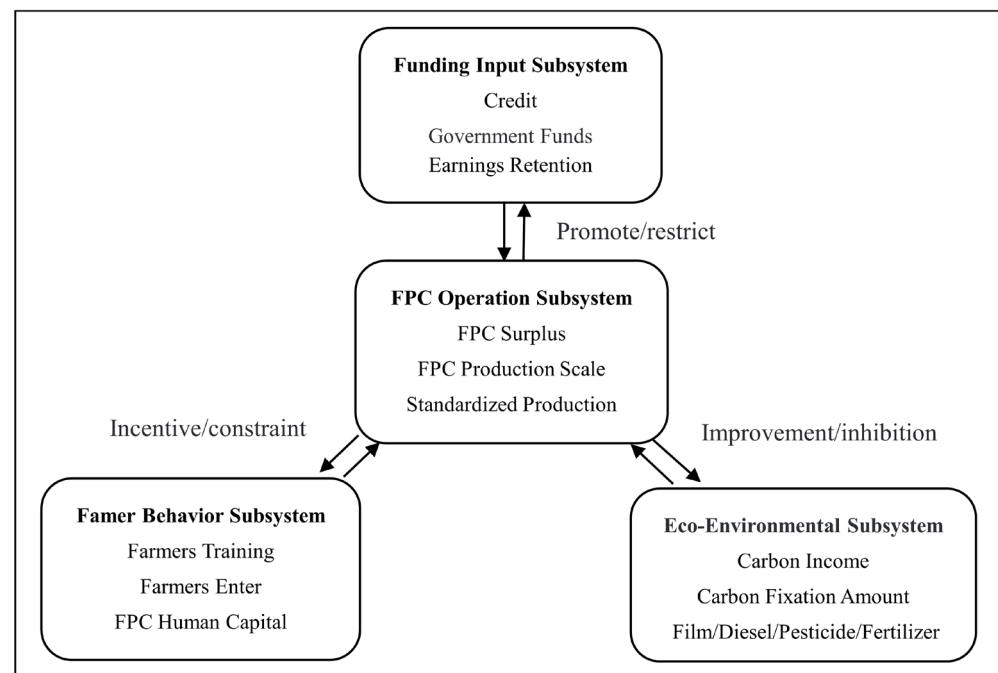 Funding Input Subsystem
Credit
Government Funds
Earnings Retention
Promote/restrict
FPC Operation Subsystem
FPC Surplus
FPC Production Scale
Standardized Production
Incentive/constraint
Improvement/inhibition
Famer Behavior Subsystem
Farmers Training
Farmers Enter
FPC Human Capital
Eco-Environmental Subsystem
Carbon Income
Carbon Fixation Amount
Film/Diesel/Pesticide/Fertilizer